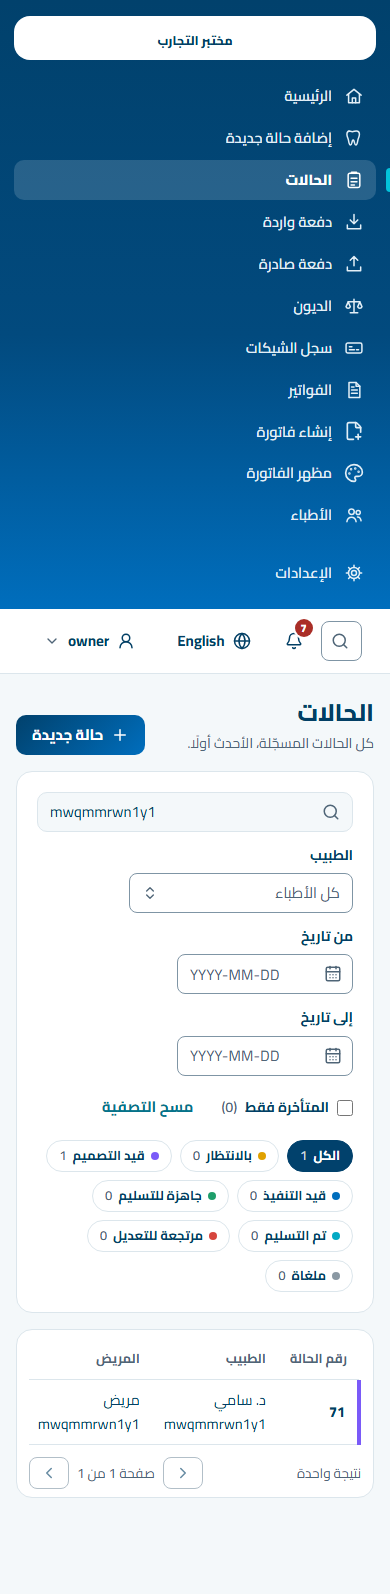 مختبر التجارب
الرئيسية
إضافة حالة جديدة
الحالات
دفعة واردة
دفعة صادرة
الديون
سجل الشيكات
الفواتير
إنشاء فاتورة
مظهر الفاتورة
الأطباء
الإعدادات
7
English
owner
الحالات
كل الحالات المسجّلة، الأحدث أولًا.
حالة جديدة
mwqmmrwn1y1
الطبيب
كل الأطباء
من تاريخ
YYYY-MM-DD
إلى تاريخ
YYYY-MM-DD
المتأخرة فقط (0) مسح التصفية
الكل 1 بالانتظار 0 قيد التصميم 1
قيد التنفيذ 0 جاهزة للتسليم 0
تم التسليم 0 مرتجعة للتعديل 0
ملغاة 0
رقم الحالة الطبيب المريض
71 د. سامي mwqmmrwn1y1 مريض mwqmmrwn1y1
نتيجة واحدة صفحة 1 من 1